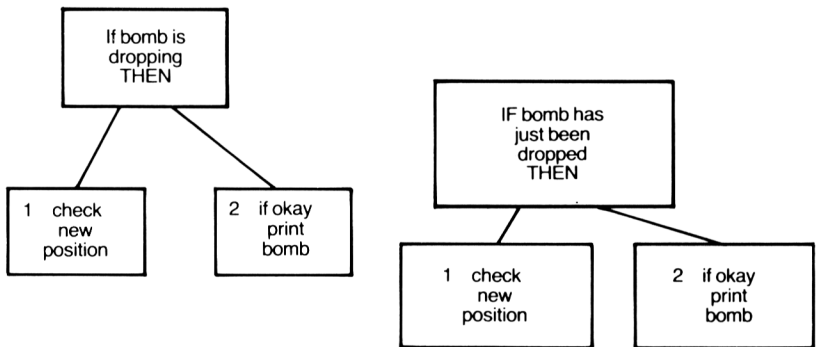 If bomb is
dropping
THEN
1 check
new
position
2 if okay
print
bomb
IF bomb has
just been
dropped
THEN
1 check
new
position
2 if okay
print
bomb